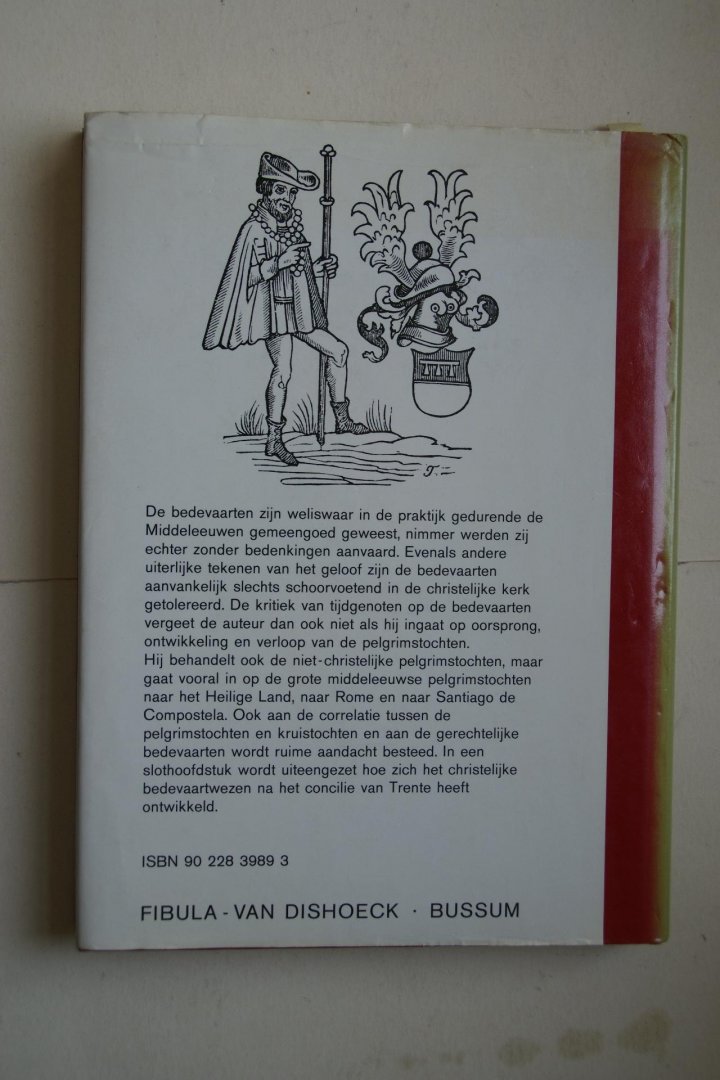 De bedevaarten zijn weliswaar in de praktijk gedurende de
Middeleeuwen gemeengoed geweest, nimmer werden zij
echter zonder bedenkingen aanvaard. Evenals andere
uiterlijke tekenen van het geloof zijn de bedevaarten
aanvankelijk slechts schoorvoetend in de christelijke kerk
getolereerd. De kritiek van tijdgenoten op de bedevaarten
vergeet de auteur dan ook niet als hij ingaat op oorsprong,
ontwikkeling en verloop van de pelgrimstochten.
Hij behandelt ook de niet-christelijke pelgrimstochten, maar
gaat vooral in op de grote middeleeuwse pelgrimstochten
naar het Heilige Land, naar Rome en naar Santiago de
Compostela. Ook aan de correlatie tussen de
pelgrimstochten en kruistochten en aan de gerechtelijke
bedevaarten wordt ruime aandacht besteed. In een
slothoofdstuk wordt uiteengezet hoe zich het christelijke
bedevaartwezen na het concilie van Trente heeft
ontwikkeld.
ISBN 90 228 3989 3
FIBULA - VAN DISHOECK · BUSSUM